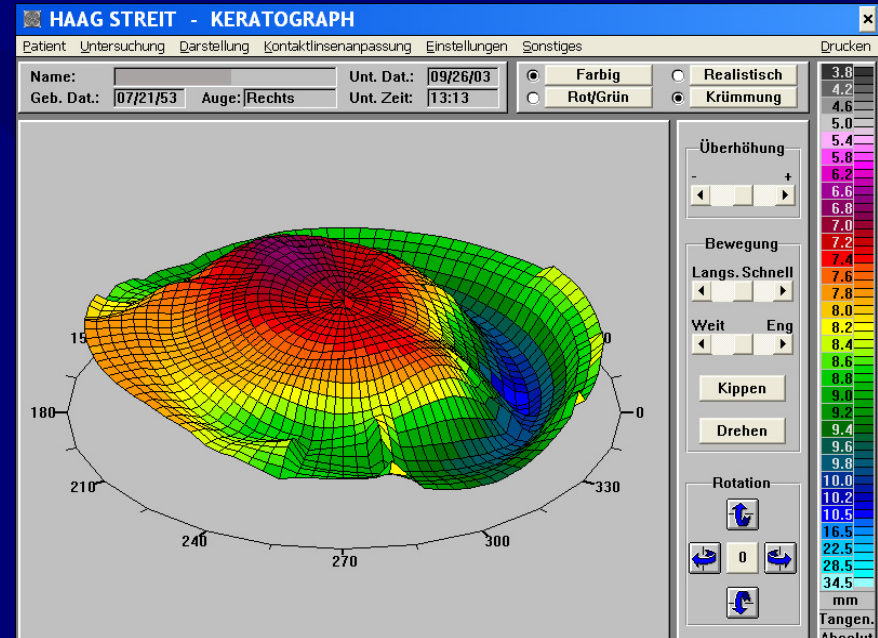 HAAG STREIT - KERATOGRAPH
Patient Untersuchung Darstellung Kontaktlinsenanpassung Einstellungen Sonstiges Drucken
Name: Unt. Dat.: 09/26/03
Geb. Dat.: 07/21/53 Auge: Rechts Unt. Zeit: 13:13
Farbig Realistisch
Rot/Grün Krümmung
Überhöhung
- +
Bewegung
Langs. Schnell
Weit Eng
Kippen
Drehen
Rotation
0
15
0
180
0
210
330
240
300
270
3.8
4.2
4.6
5.0
5.4
5.8
6.2
6.6
6.8
7.0
7.2
7.4
7.6
7.8
8.0
8.2
8.4
8.6
8.8
9.0
9.2
9.4
9.6
9.8
10.0
10.2
10.5
16.5
22.5
28.5
34.5
mm
Tangen.
Absolut